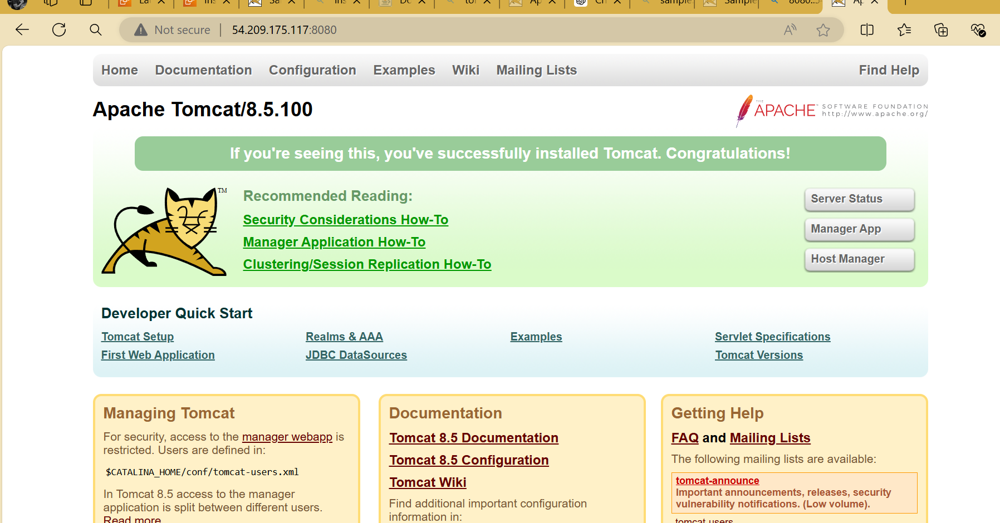 Not secure | 54.209.175.117:8080
Home Documentation Configuration Examples Wiki Mailing Lists Find Help
Apache Tomcat/8.5.100
THE APACHE SOFTWARE FOUNDATION
http://www.apache.org/
If you're seeing this, you've successfully installed Tomcat. Congratulations!
TM
Recommended Reading:
Security Considerations How-To
Manager Application How-To
Clustering/Session Replication How-To
Server Status
Manager App
Host Manager
Developer Quick Start
Tomcat Setup
First Web Application
Realms & AAA
JDBC DataSources
Examples
Servlet Specifications
Tomcat Versions
Managing Tomcat
For security, access to the manager webapp is
restricted. Users are defined in:
$CATALINA_HOME/conf/tomcat-users.xml
In Tomcat 8.5 access to the manager
application is split between different users.
Read more
Documentation
Tomcat 8.5 Documentation
Tomcat 8.5 Configuration
Tomcat Wiki
Find additional important configuration
information in:
Getting Help
FAQ and Mailing Lists
The following mailing lists are available:
tomcat-announce
Important announcements, releases, security
vulnerability notifications. (Low volume).
tomcat-users